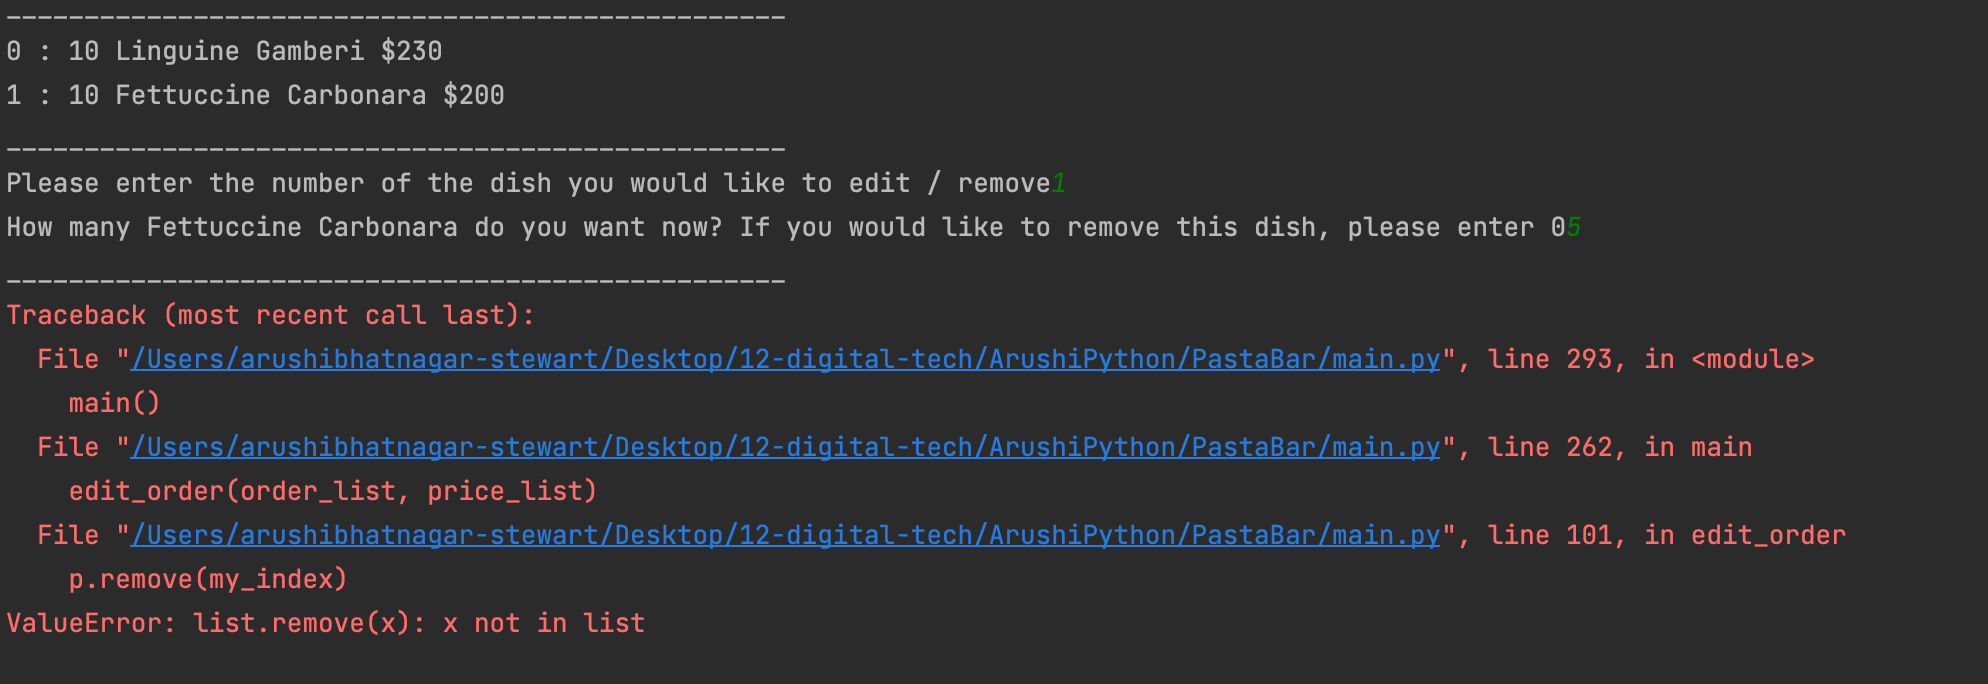 --------------------------------------------------
0 : 10 Linguine Gamberi $230
1 : 10 Fettuccine Carbonara $200
--------------------------------------------------
Please enter the number of the dish you would like to edit / remove1
How many Fettuccine Carbonara do you want now? If you would like to remove this dish, please enter 05
--------------------------------------------------
Traceback (most recent call last):
  File "/Users/arushibhatnagar-stewart/Desktop/12-digital-tech/ArushiPython/PastaBar/main.py", line 293, in <module>
    main()
  File "/Users/arushibhatnagar-stewart/Desktop/12-digital-tech/ArushiPython/PastaBar/main.py", line 262, in main
    edit_order(order_list, price_list)
  File "/Users/arushibhatnagar-stewart/Desktop/12-digital-tech/ArushiPython/PastaBar/main.py", line 101, in edit_order
    p.remove(my_index)
ValueError: list.remove(x): x not in list